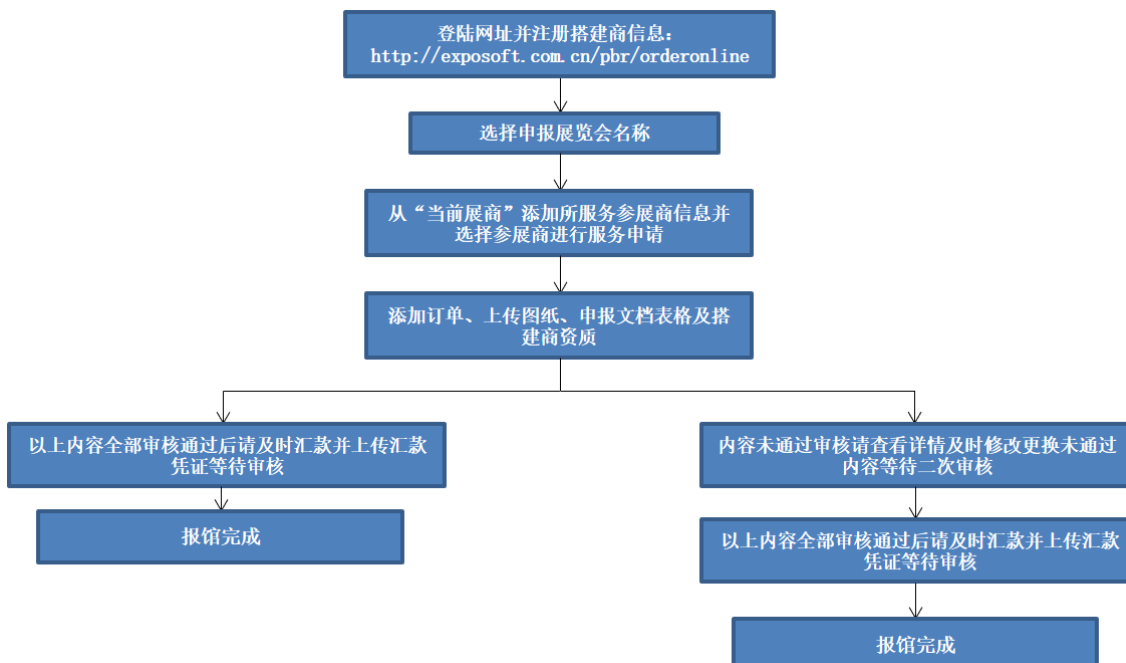 登陆网址并注册搭建商信息：
http://exposoft.com.cn/pbr/orderonline
选择申报展览会名称
从“当前展商”添加所服务参展商信息并
选择参展商进行服务申请
添加订单、上传图纸、申报文档表格及搭
建商资质
以上内容全部审核通过后请及时汇款并上传汇款
凭证等待审核
报馆完成
内容未通过审核请查看详情及时修改更换未通过
内容等待二次审核
以上内容全部审核通过后请及时汇款并上传汇款
凭证等待审核
报馆完成